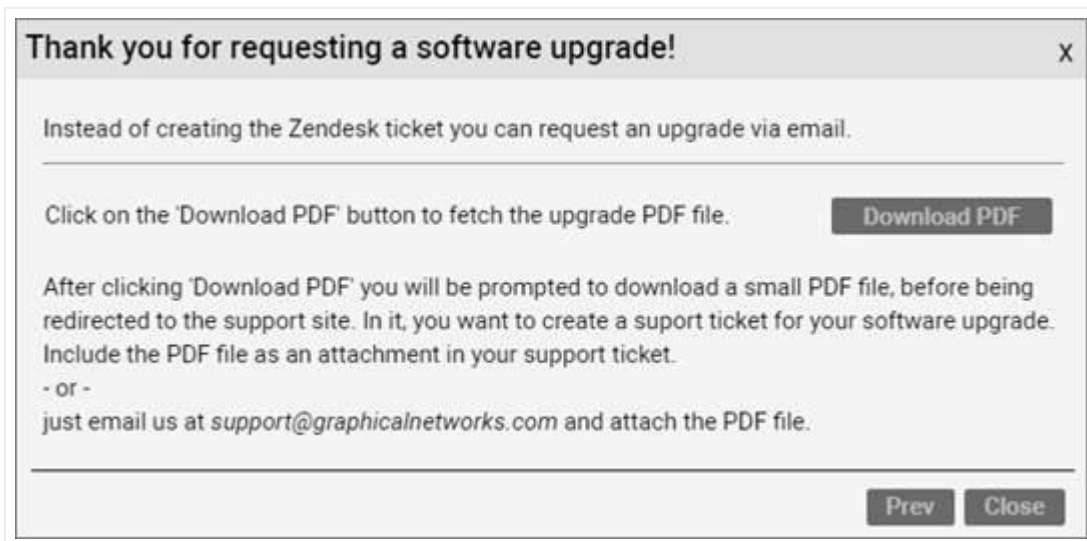 Thank you for requesting a software upgrade!
X
Instead of creating the Zendesk ticket you can request an upgrade via email.
Click on the 'Download PDF' button to fetch the upgrade PDF file.
Download PDF
After clicking 'Download PDF' you will be prompted to download a small PDF file, before being
redirected to the support site. In it, you want to create a suport ticket for your software upgrade.
Include the PDF file as an attachment in your support ticket.
- or -
just email us at support@graphicalnetworks.com and attach the PDF file.
Prev
Close